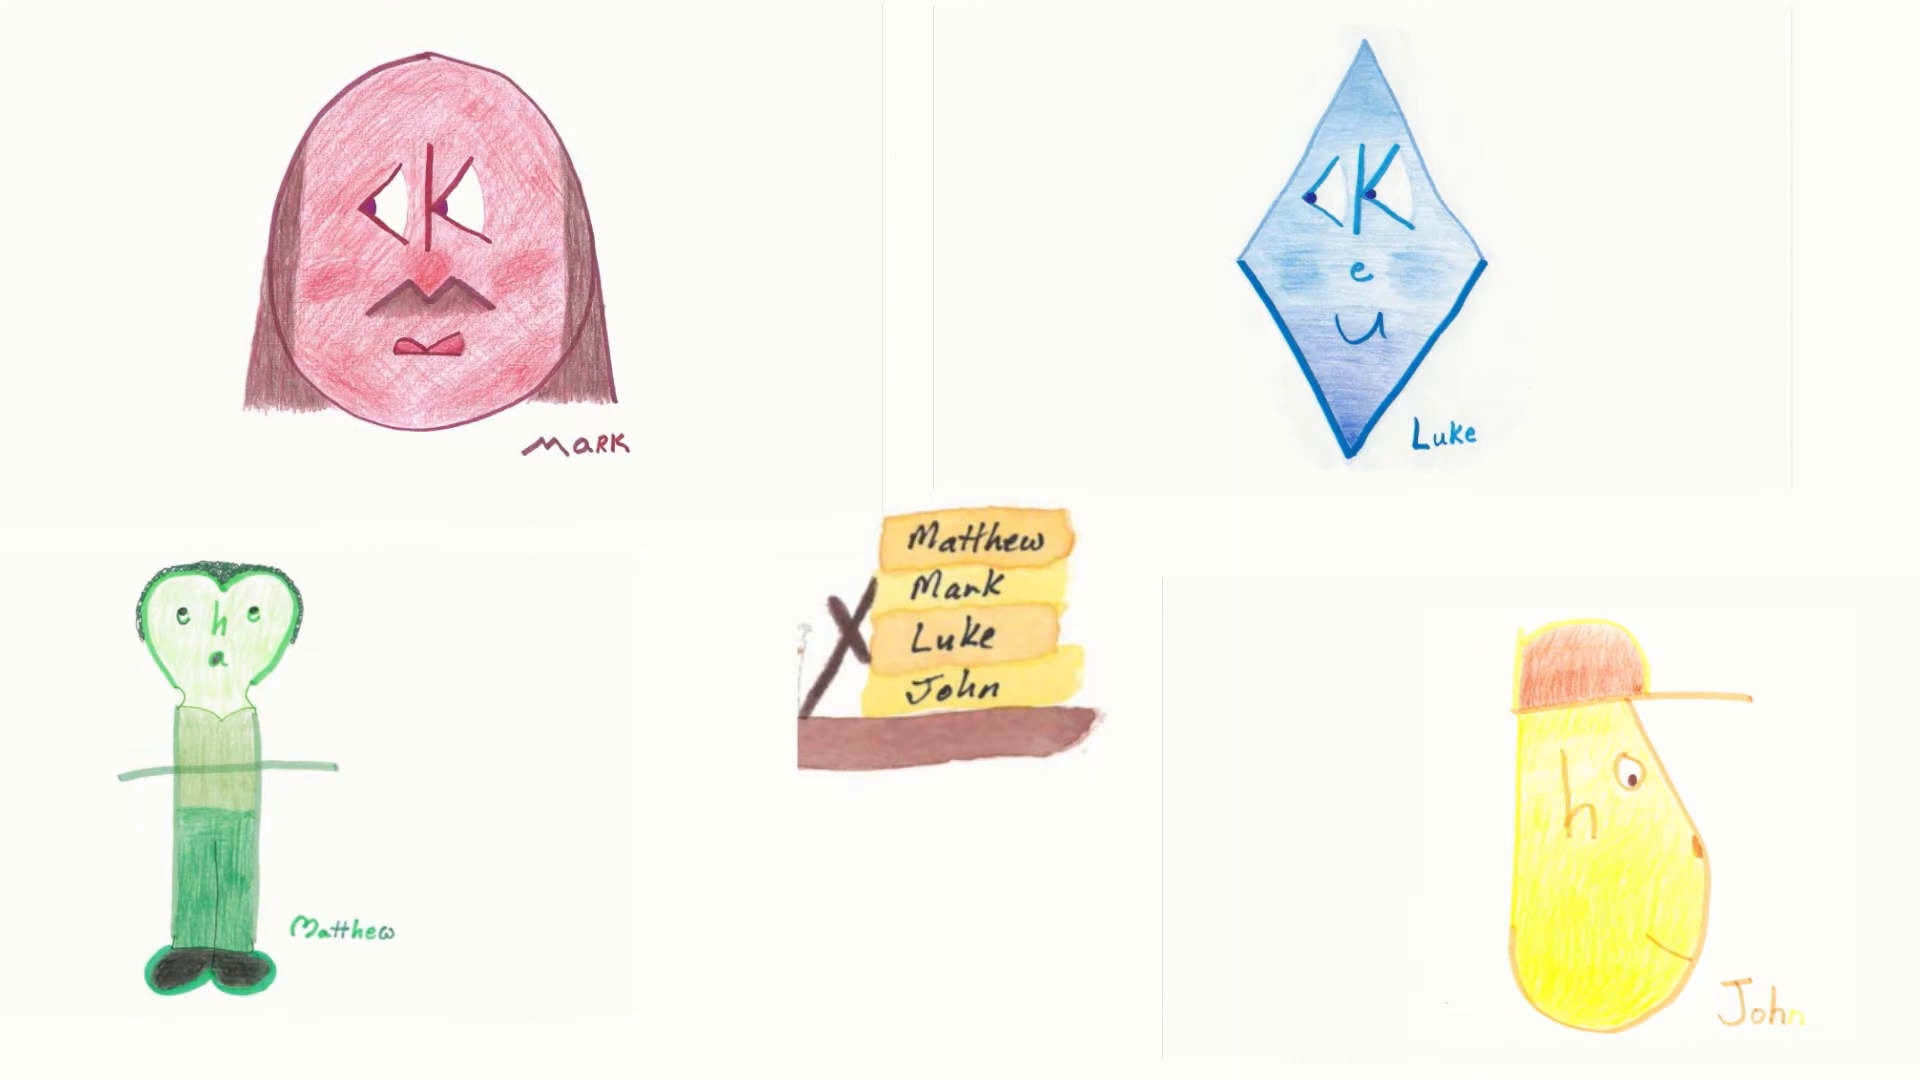 MaRK
Luke
Matthew
Mark
Luke
John
Matthew
John